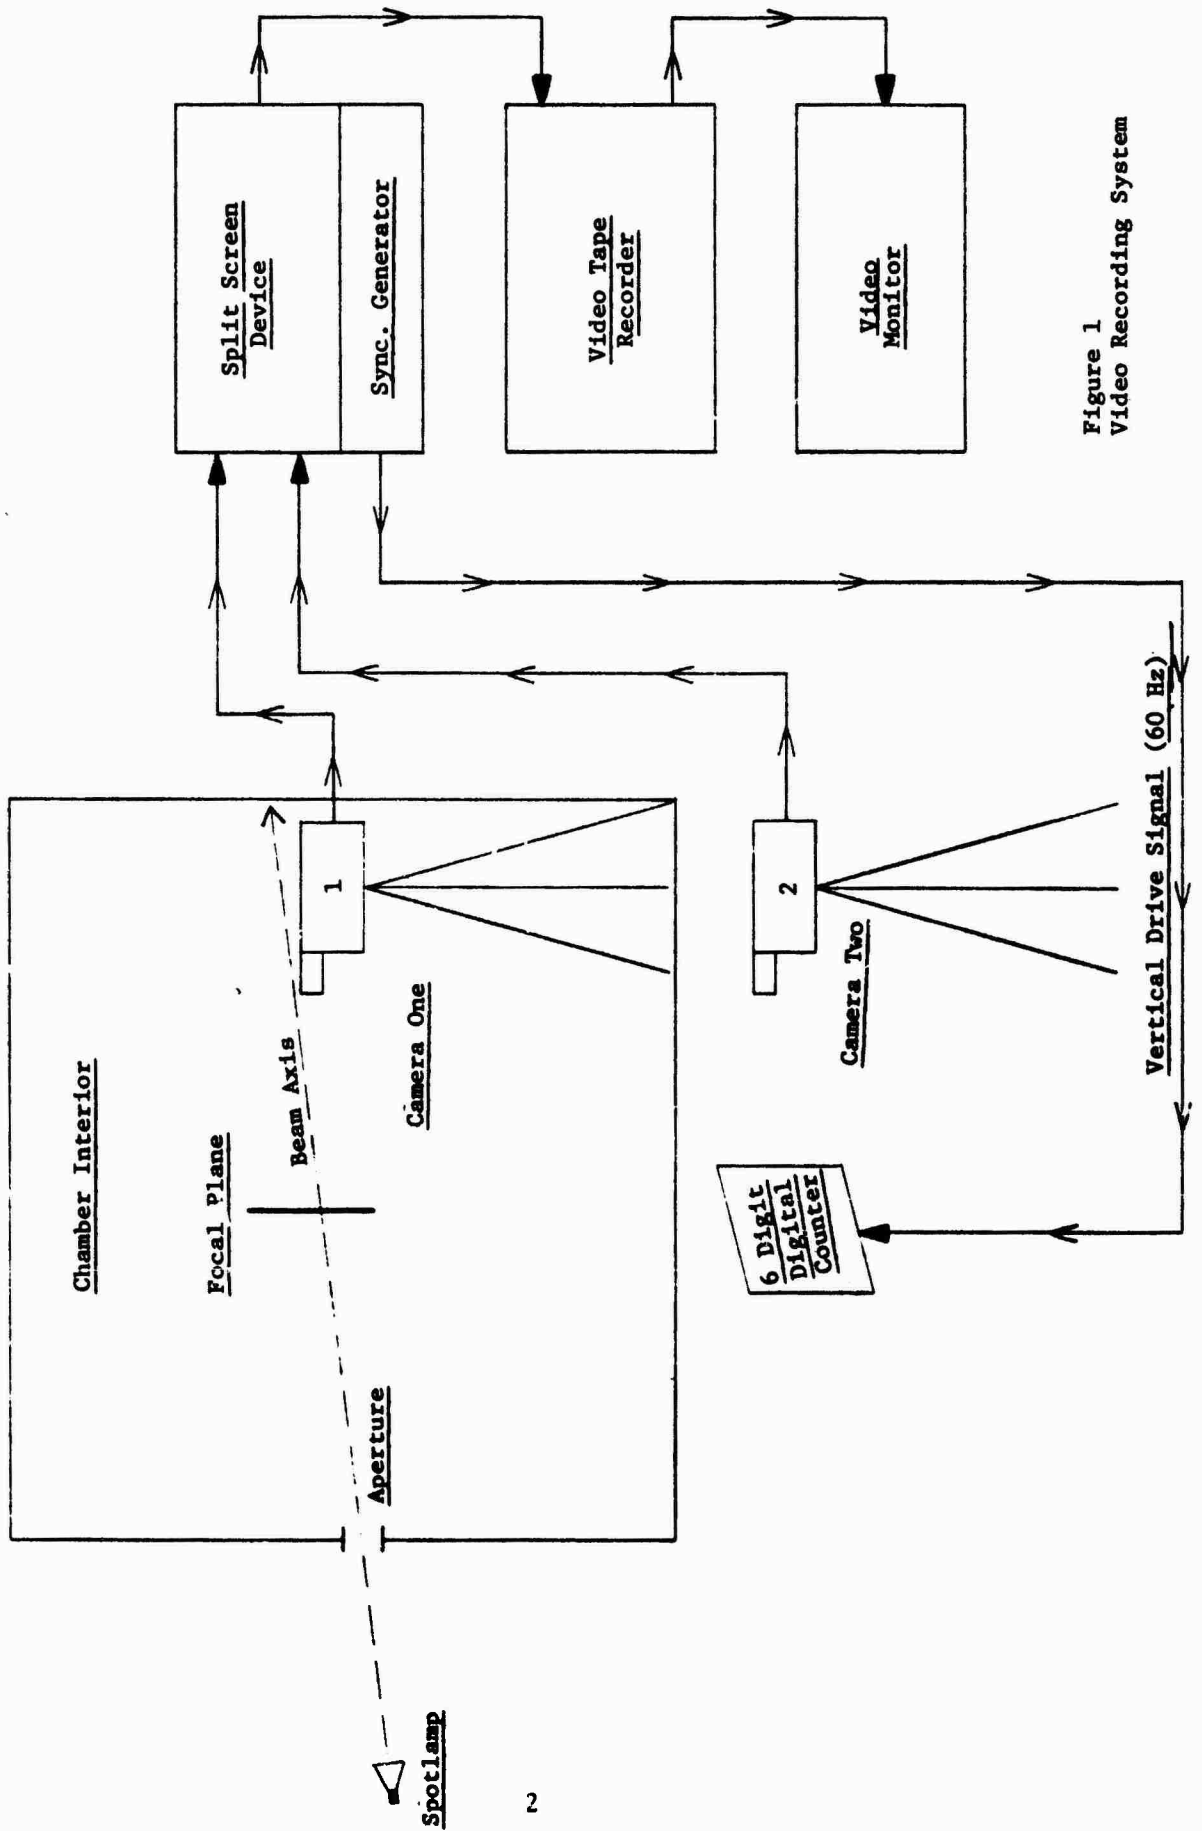 Chamber Interior
Focal Plane
Beam Axis
Aperture
Spotlamp
1
Camera One
2
Camera Two
6 Digit
Digital
Counter
Vertical Drive Signal (60 Hz)
Split Screen
Device
Sync. Generator
Video Tape
Recorder
Video
Monitor
Figure 1
Video Recording System
2